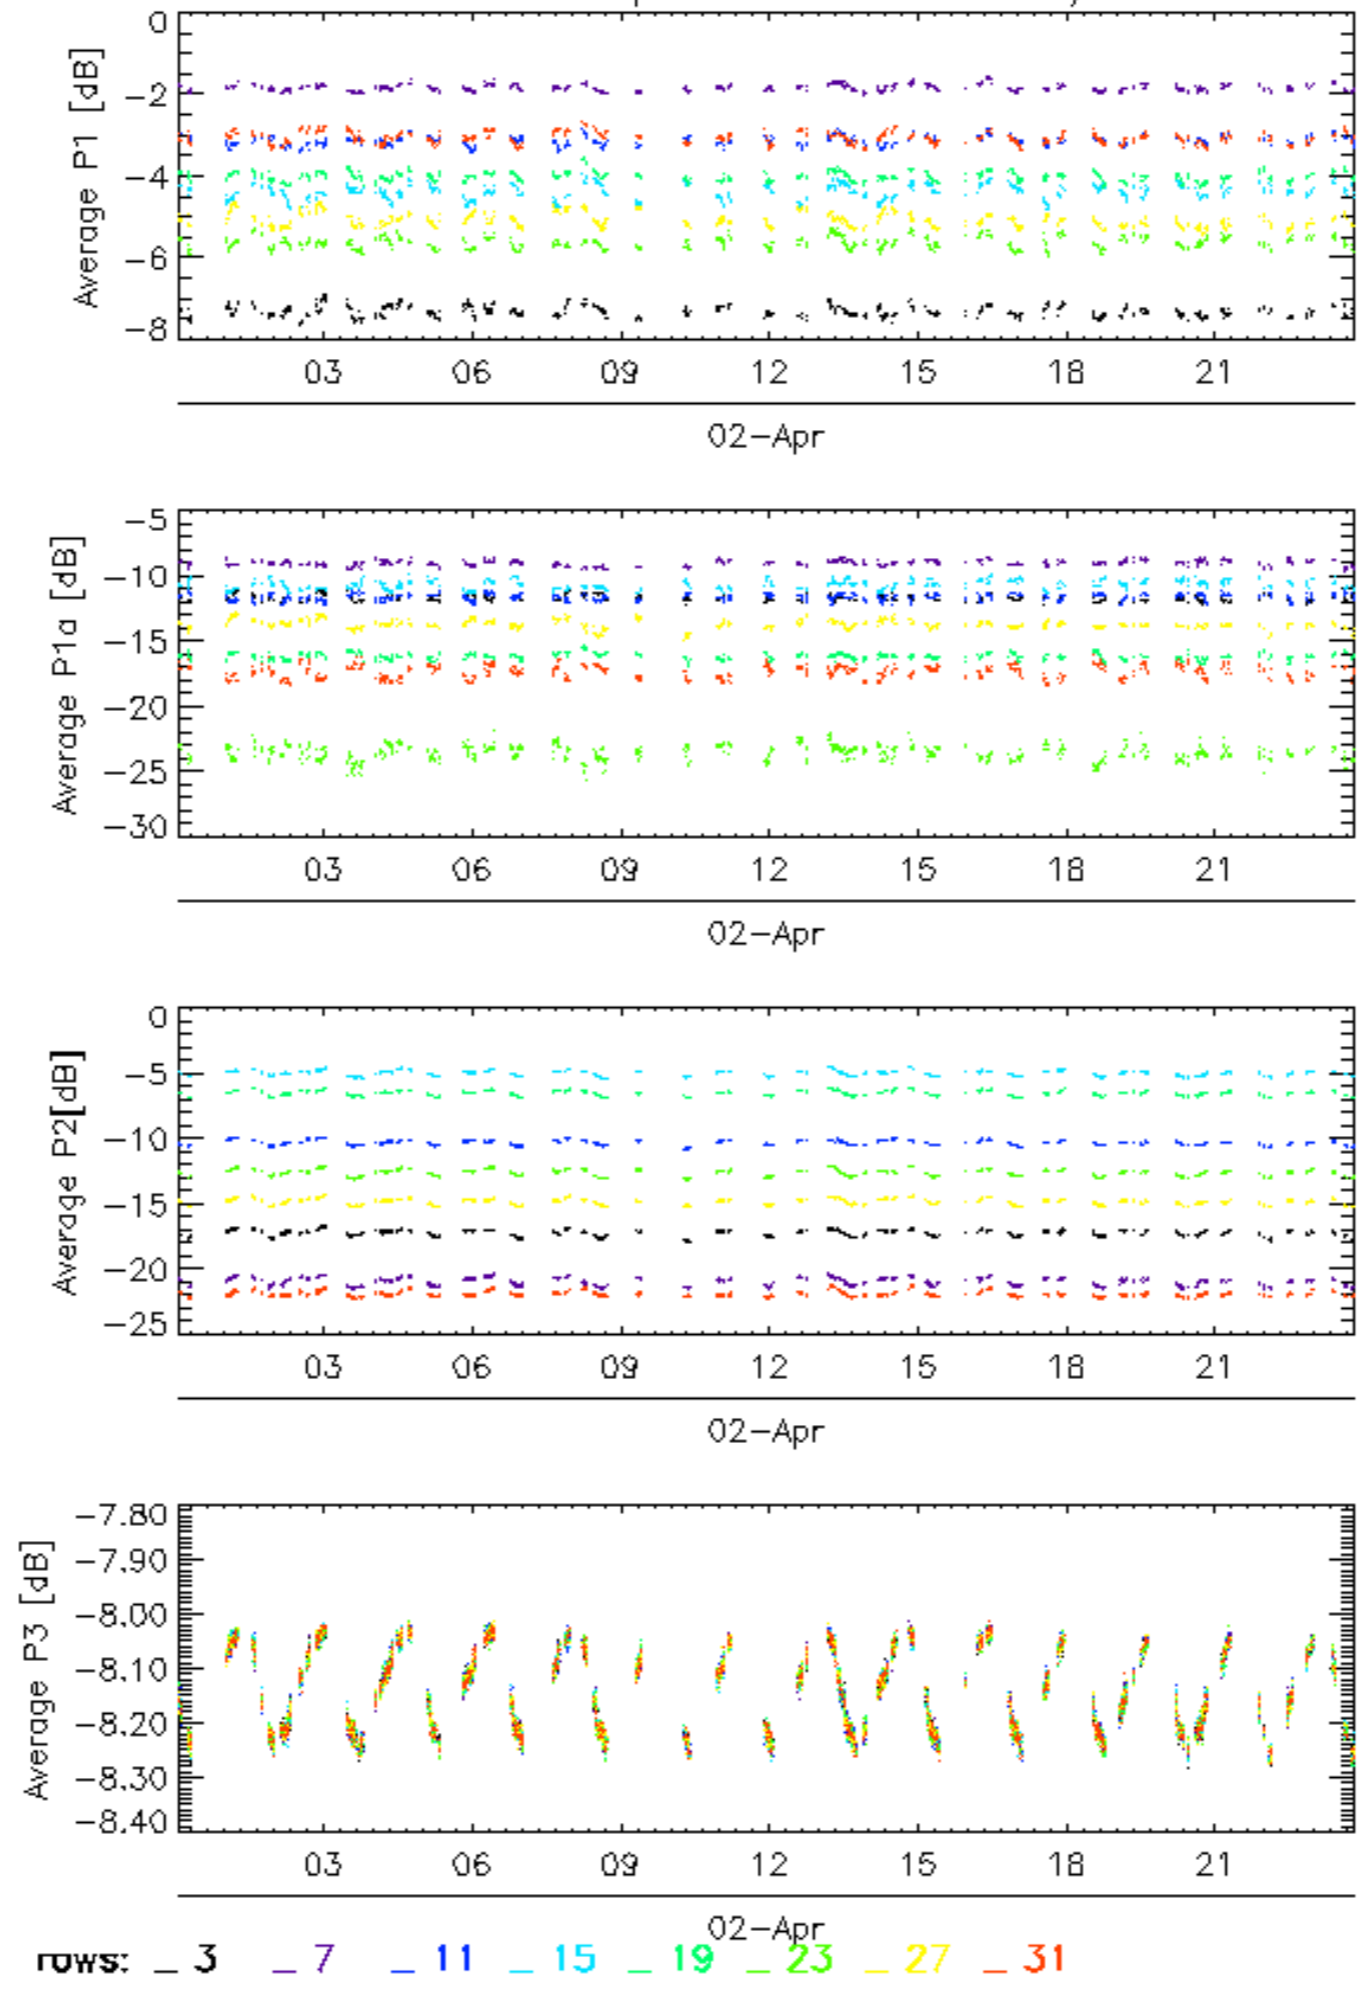 Average P1 [dB]
0
−2
−4
−6
−8
03 06 09 12 15 18 21
02−Apr
Average P1a [dB]
−5
−10
−15
−20
−25
−30
03 06 09 12 15 18 21
02−Apr
Average P2[dB]
0
−5
−10
−15
−20
−25
03 06 09 12 15 18 21
02−Apr
Average P3 [dB]
−7.80
−7.90
−8.00
−8.10
−8.20
−8.30
−8.40
03 06 09 12 15 18 21
02−Apr
rows: _ 3 _ 7 _ 11 _ 15 _ 19 _ 23 _ 27 _ 31